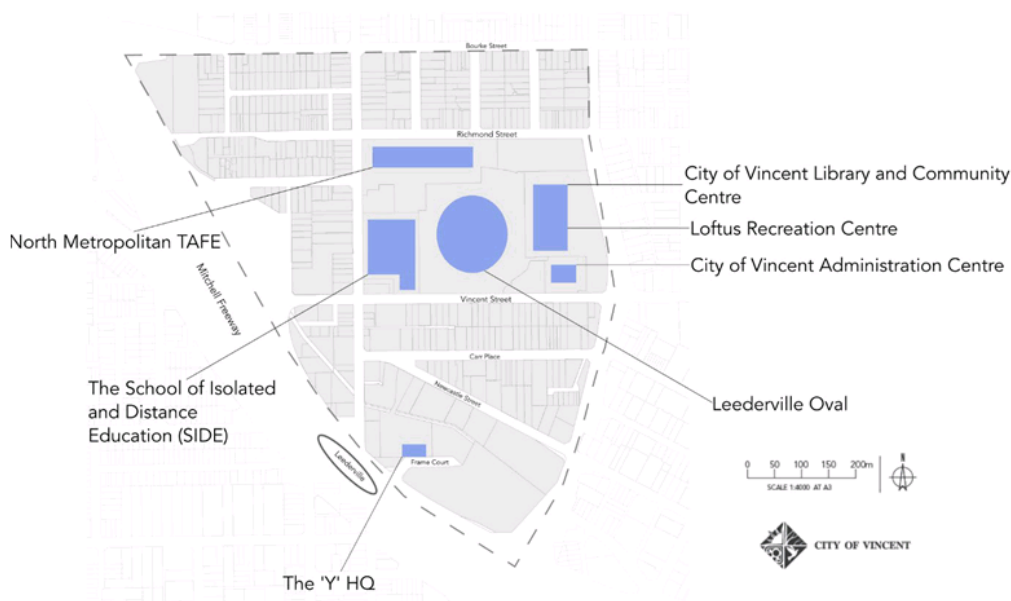 Bourke Street
Richmond Street
City of Vincent Library and Community
Centre
Loftus Recreation Centre
North Metropolitan TAFE
City of Vincent Administration Centre
Mitchell Freeway
Vincent Street
Carr Place
The School of Isolated
and Distance
Education (SIDE)
Newcastle Street
Leederville Oval
Leederville
Frame Court
N
0 50 100 150 200m
SCALE 1:4000 AT A3
CITY OF VINCENT
The 'Y' HQ